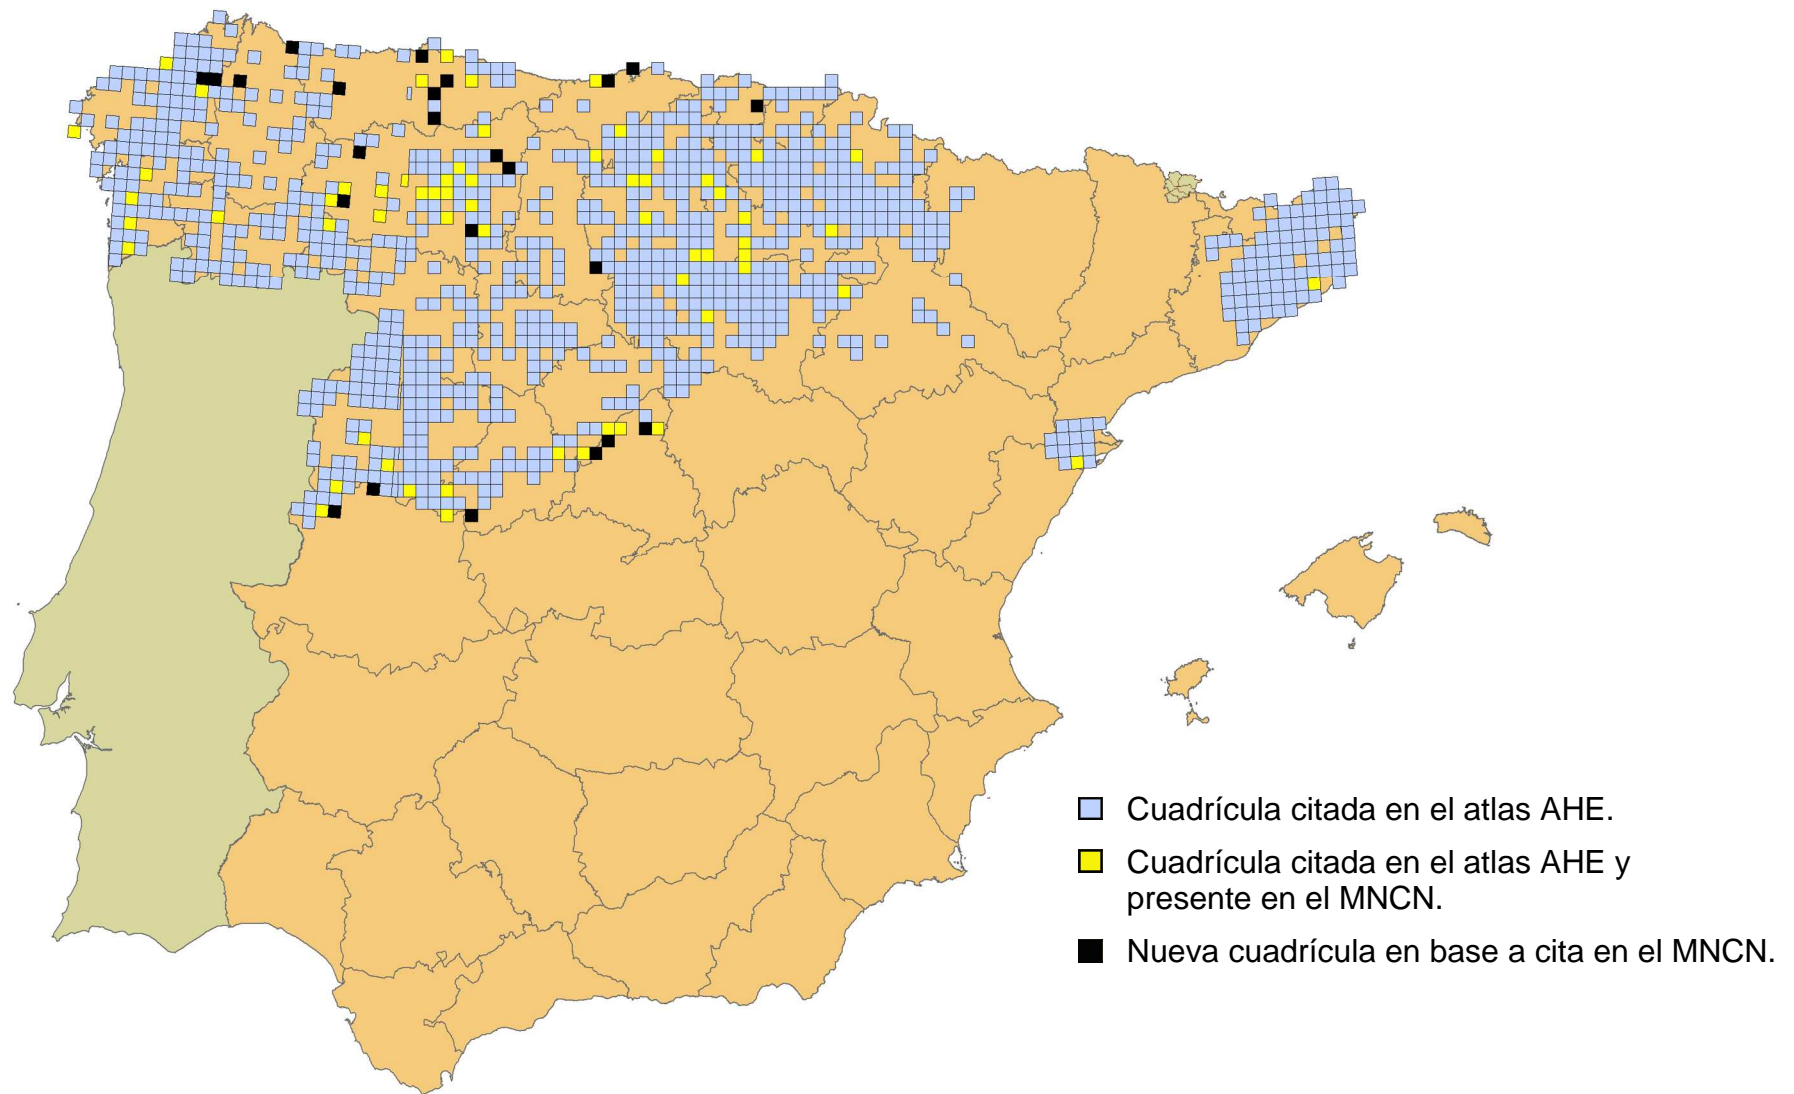 Cuadrícula citada en el atlas AHE.
Cuadrícula citada en el atlas AHE y
presente en el MNCN.
Nueva cuadrícula en base a cita en el MNCN.